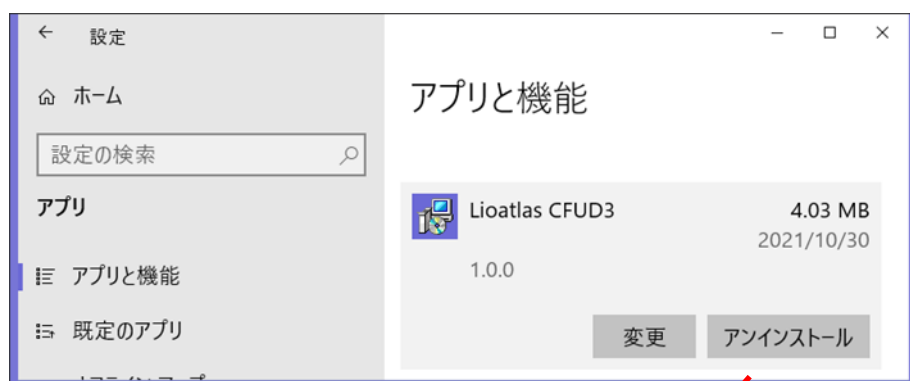 設定
ホーム
設定の検索
アプリ
アプリと機能
既定のアプリ
アプリと機能
Lioatlas CFUD3
4.03 MB
2021/10/30
1.0.0
変更
アンインストール